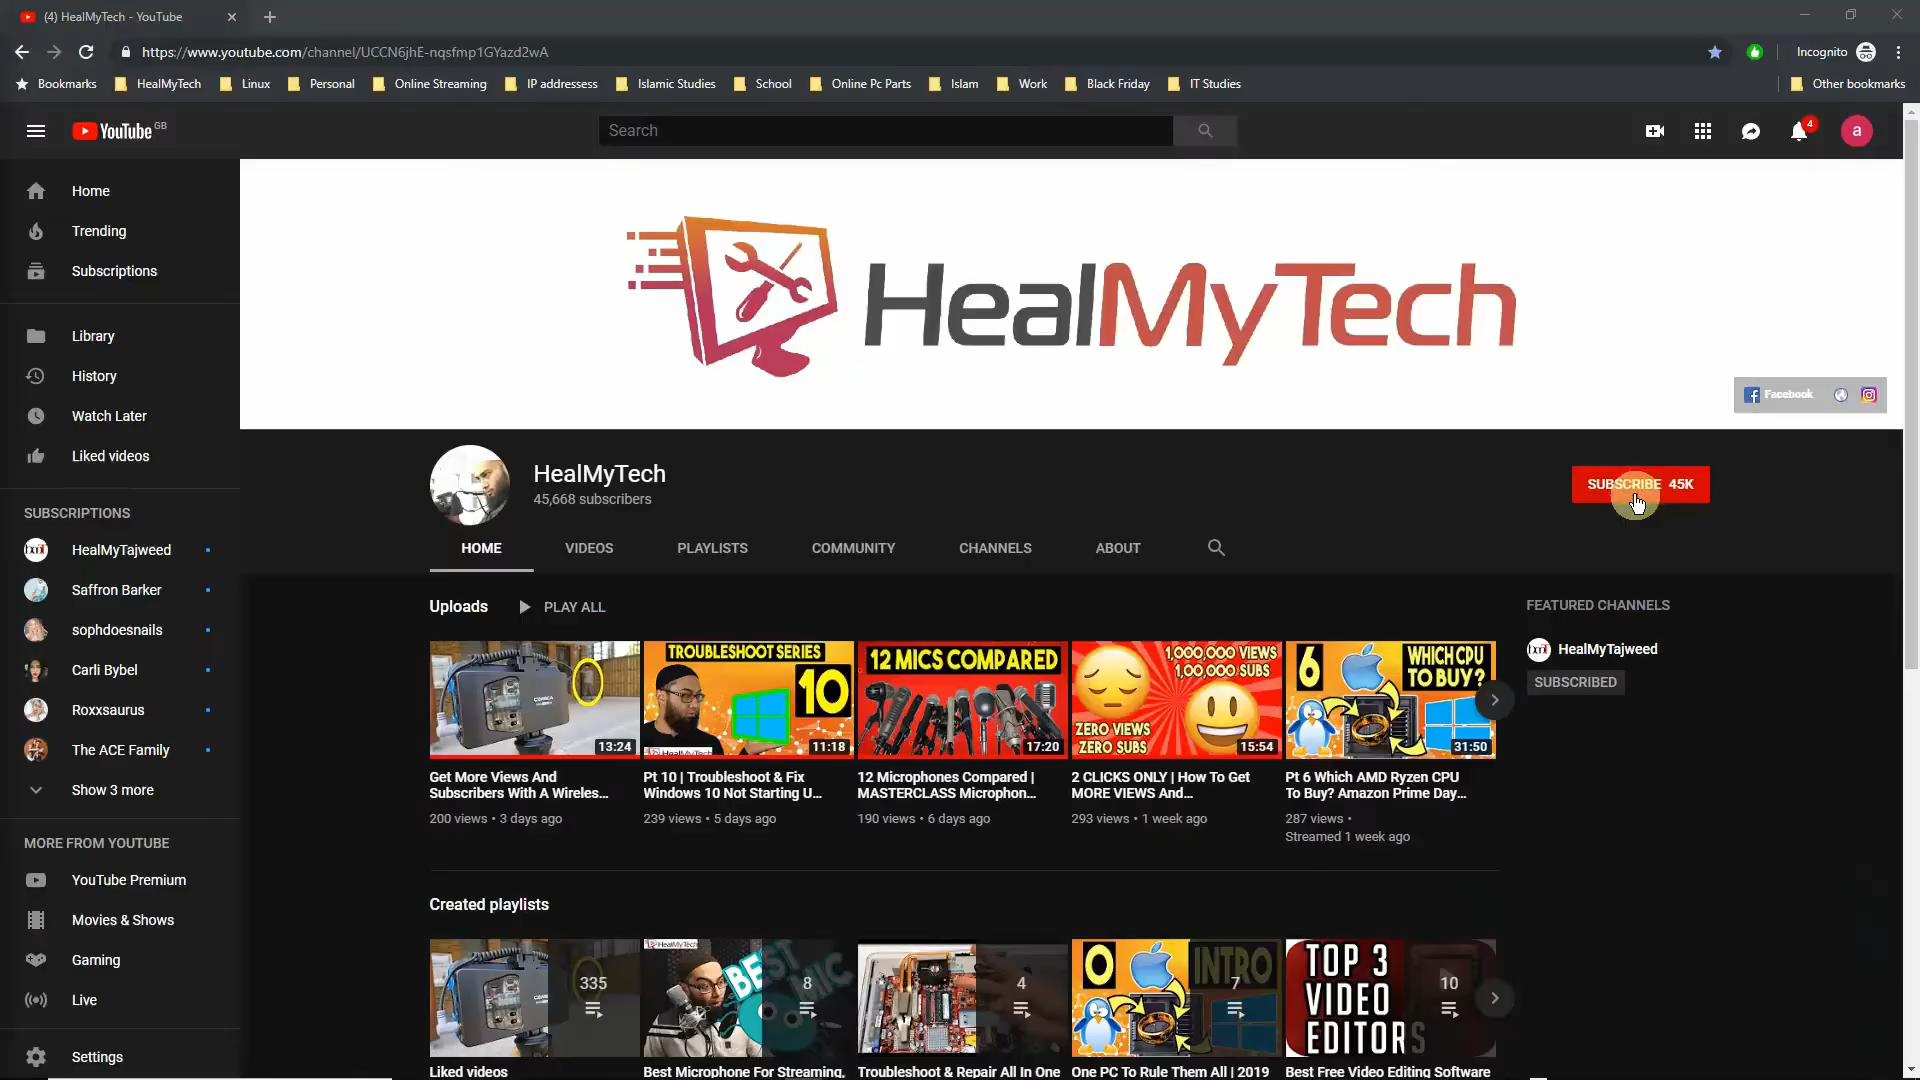 (4) HealMyTech - YouTube
https://www.youtube.com/channel/UCCN6jhE-nqsfmp1GYazd2wA
Incognito
Bookmarks HealMyTech Linux Personal Online Streaming IP addressess Islamic Studies School Online Pc Parts Islam Work Black Friday IT Studies Other bookmarks
YouTube GB
Search
4
a
Home
Trending
Subscriptions
Library
History
Watch Later
Liked videos
SUBSCRIPTIONS
HealMyTajweed
Saffron Barker
sophdoesnails
Carli Bybel
Roxxsaurus
The ACE Family
Show 3 more
MORE FROM YOUTUBE
YouTube Premium
Movies & Shows
Gaming
Live
Settings
HealMyTech
Facebook
HealMyTech
45,668 subscribers
SUBSCRIBE 45K
HOME VIDEOS PLAYLISTS COMMUNITY CHANNELS ABOUT
Uploads PLAY ALL
13:24
Get More Views And
Subscribers With A Wireles...
200 views • 3 days ago
TROUBLESHOOT SERIES
10
HealMyTech
11:18
Pt 10 | Troubleshoot & Fix
Windows 10 Not Starting U...
239 views • 5 days ago
12 MICS COMPARED
17:20
12 Microphones Compared |
MASTERCLASS Microphon...
190 views • 6 days ago
1,000,000 VIEWS
1,00,000 SUBS
ZERO VIEWS
ZERO SUBS
15:54
2 CLICKS ONLY | How To Get
MORE VIEWS And...
293 views • 1 week ago
6
WHICH CPU
TO BUY?
31:50
Pt 6 Which AMD Ryzen CPU
To Buy? Amazon Prime Day...
287 views •
Streamed 1 week ago
FEATURED CHANNELS
HealMyTajweed
SUBSCRIBED
Created playlists
335
Liked videos
HealMyTech
BEST
MIC
8
Best Microphone For Streaming,
4
Troubleshoot & Repair All In One
0
INTRO
7
One PC To Rule Them All | 2019
TOP 3
VIDEO
EDITORS
10
Best Free Video Editing Software